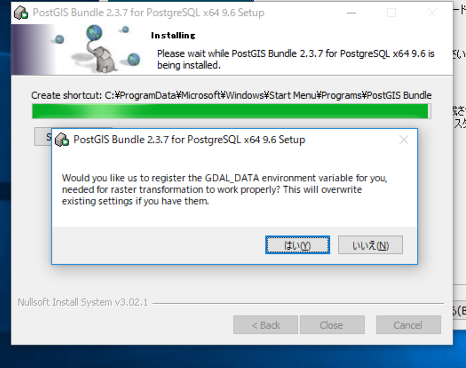 PostGIS Bundle 2.3.7 for PostgreSQL x64 9.6 Setup
Installing
Please wait while PostGIS Bundle 2.3.7 for PostgreSQL x64 9.6 is
being installed.
Create shortcut: C:¥ProgramData¥Microsoft¥Windows¥Start Menu¥Programs¥PostGIS Bundle
S
PostGIS Bundle 2.3.7 for PostgreSQL x64 9.6 Setup
Would you like us to register the GDAL_DATA environment variable for you,
needed for raster transformation to work properly? This will overwrite
existing settings if you have them.
はい(Y)
いいえ(N)
Nullsoft Install System v3.02.1
< Back
Close
Cancel